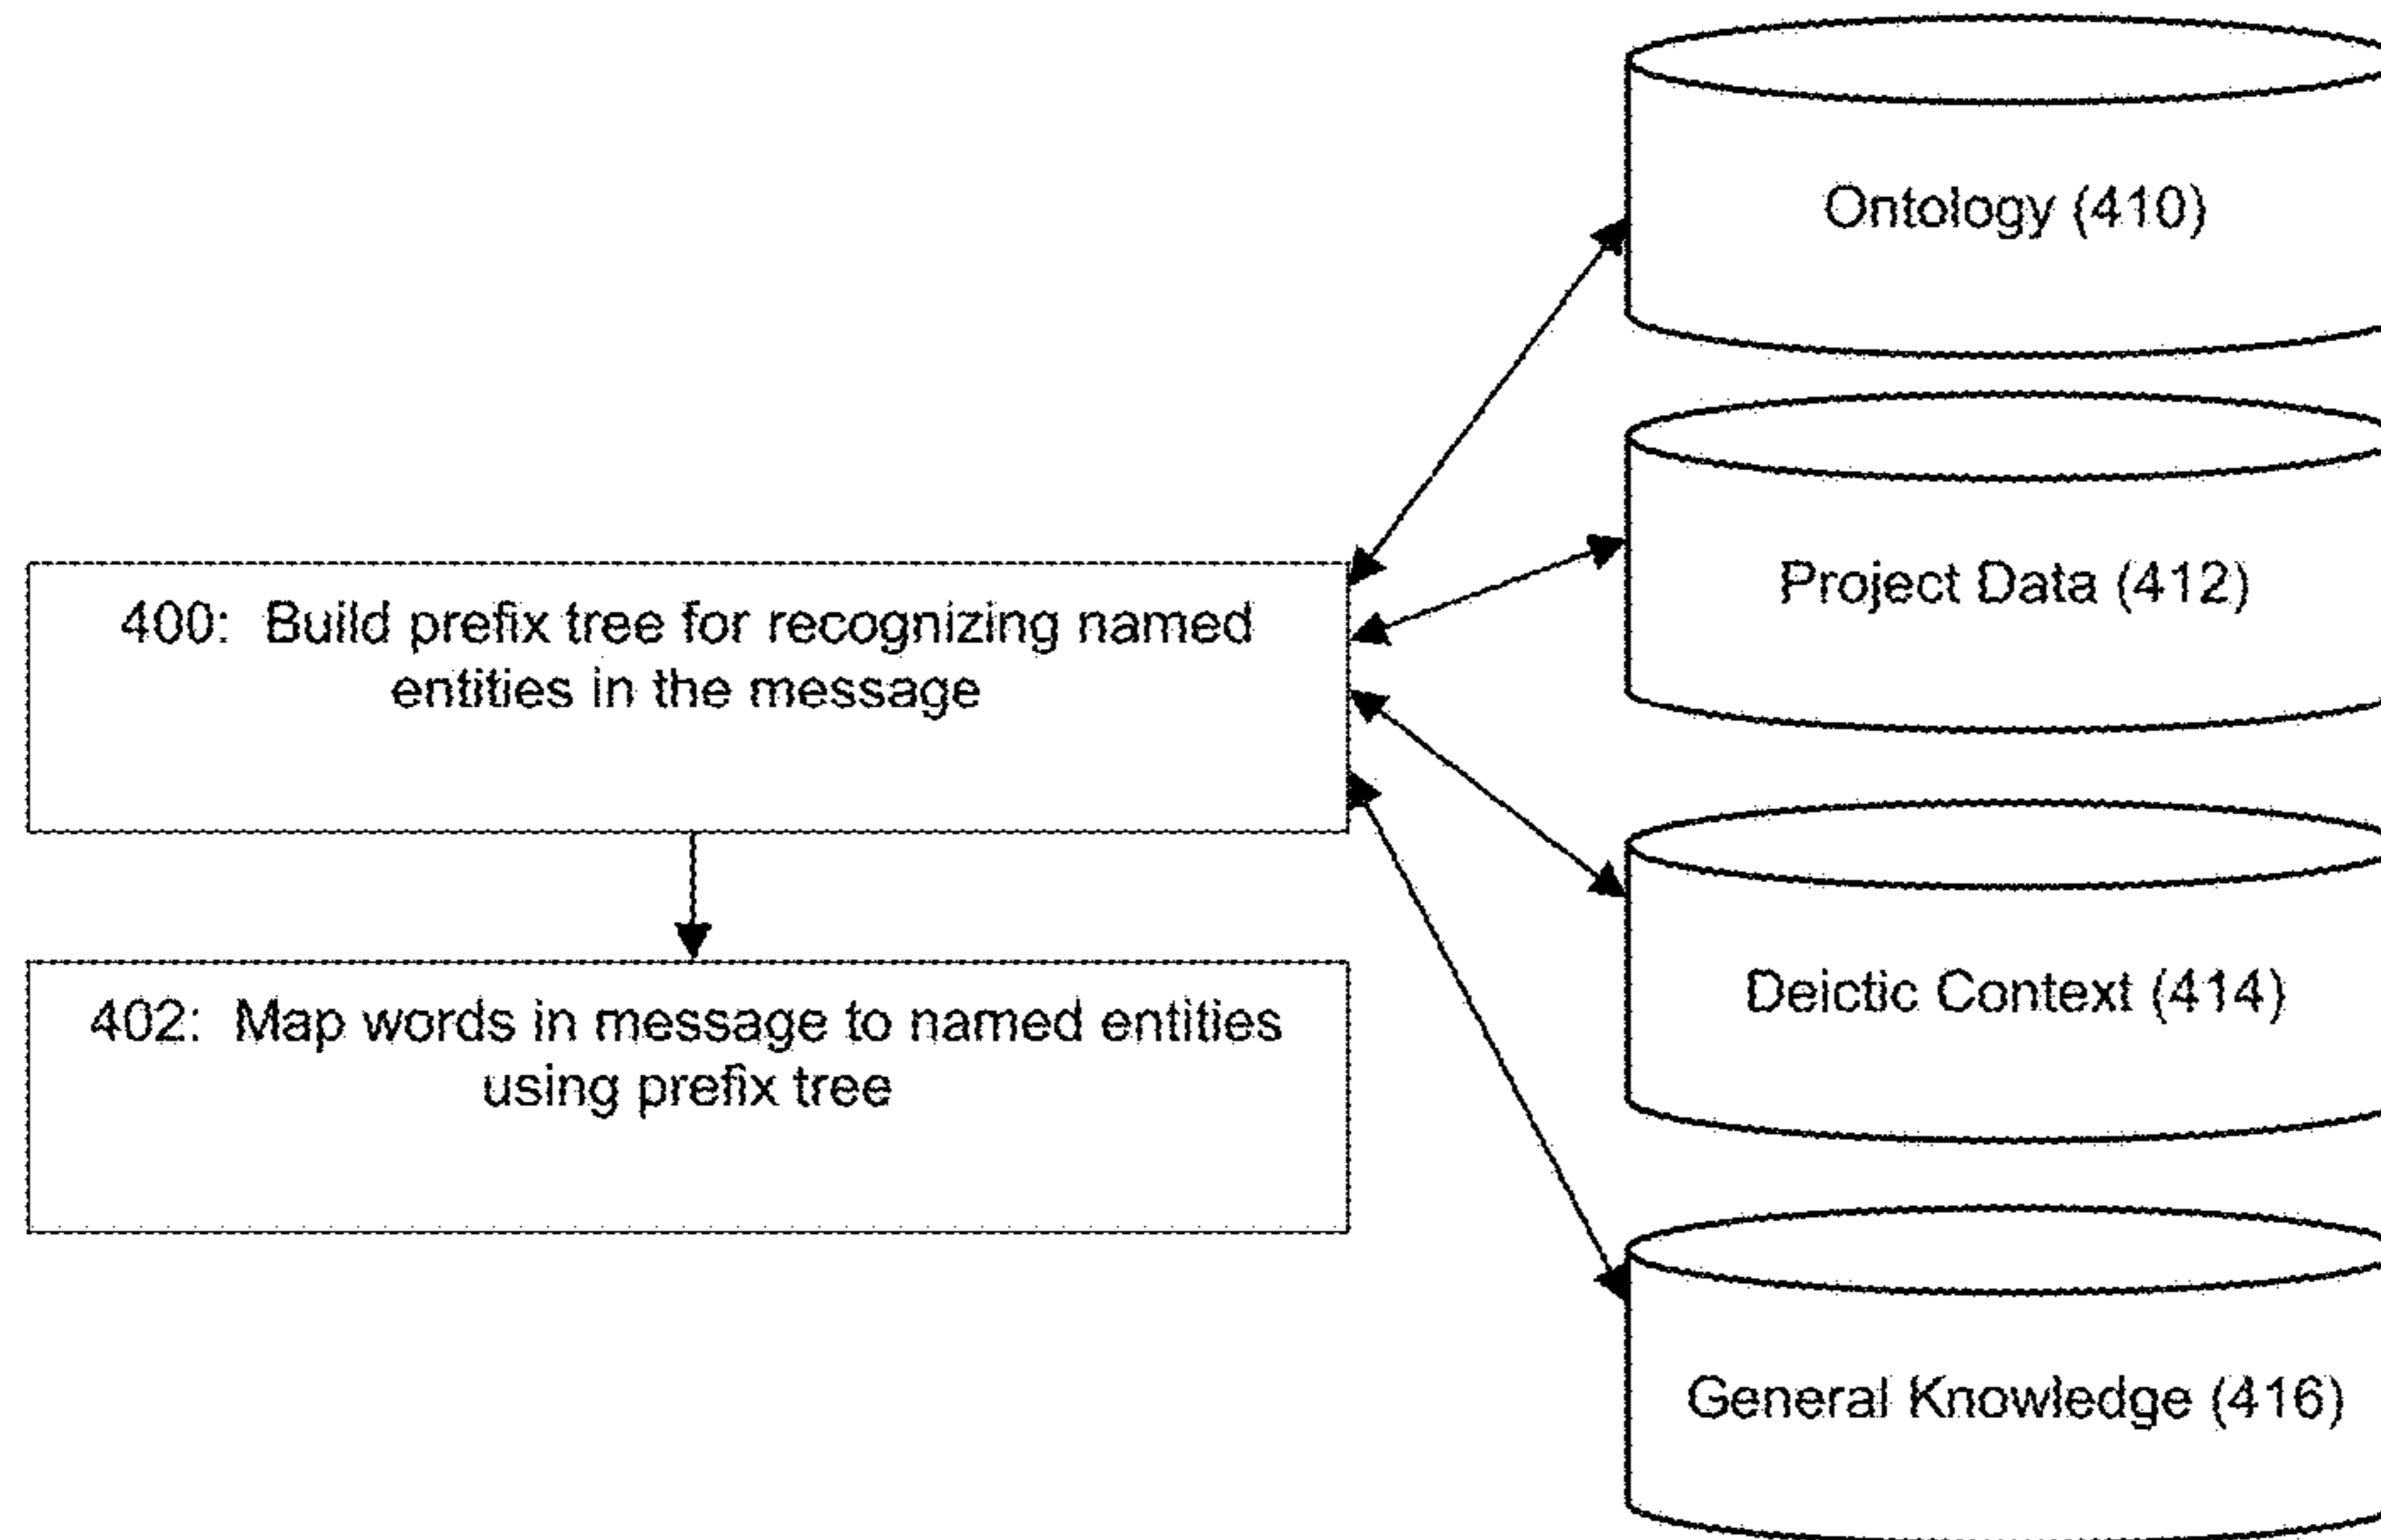 Ontology (410)
Project Data (412)
400:  Build prefix tree for recognizing named
entities in the message
Deictic Context (414)
402:  Map words in message to named entities
using prefix tree
General Knowledge (416)